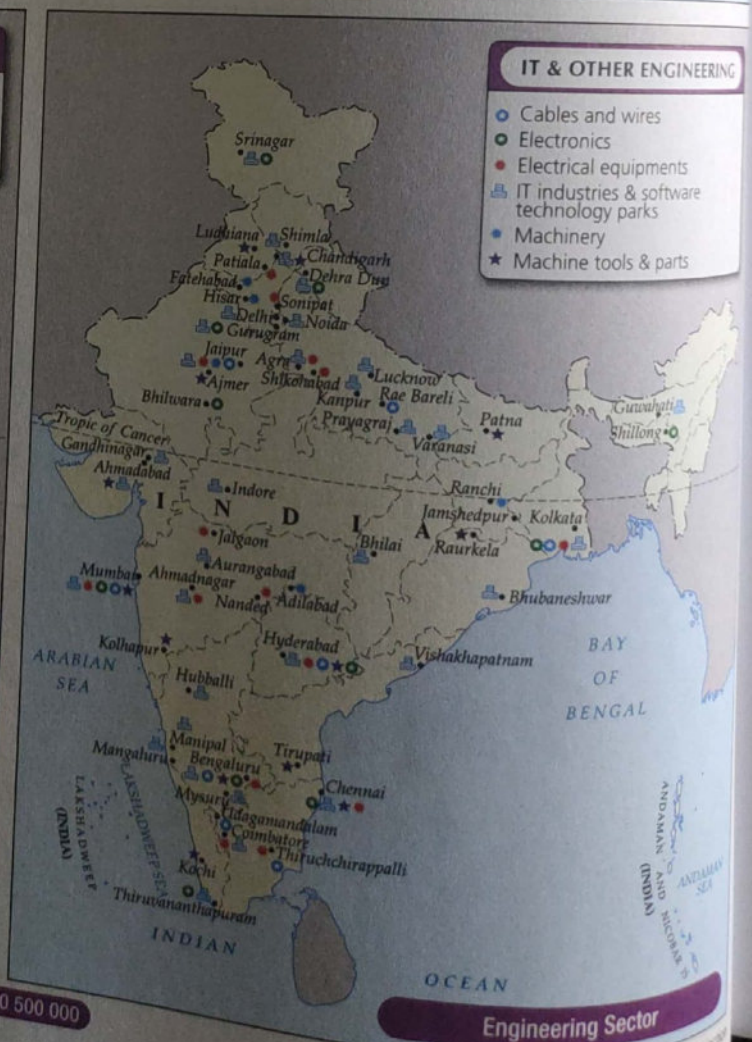 IT & OTHER ENGINEERING
Cables and wires
Electronics
Electrical equipments
IT industries & software
technology parks
Machinery
Machine tools & parts
Srinagar
Ludhiana
Shimla
Patiala
Chandigarh
Fatehabad
Dehra Dun
Hisar
Sonipat
Delhi
Noida
Gurugram
Jaipur
Agra
Ajmer
Shikohabad
Lucknow
Kanpur
Rae Bareli
Bhilwara
Prayagraj
Patna
Varanasi
Guwahati
Shillong
Tropic of Cancer
Gandhinagar
Ahmadabad
Indore
Ranchi
INDIA
Jamshedpur
Kolkata
Jalgaon
Bhilai
Raurkela
Aurangabad
Mumbai
Ahmadnagar
Nanded
Adilabad
Bhubaneshwar
Kolhapur
Hyderabad
Vishakhapatnam
ARABIAN
SEA
BAY
OF
BENGAL
Hubballi
Manipal
Mangaluru
Bengaluru
Tirupati
Chennai
Mysuru
Udagamandalam
Coimbatore
Thiruchchirappalli
Kochi
Thiruvananthapuram
LAKSHADWEEP
(INDIA)
LAKSHADWEEP SEA
ANDAMAN AND NICOBAR IS
(INDIA)
ANDAMAN
SEA
INDIAN
OCEAN
0 500 000
Engineering Sector